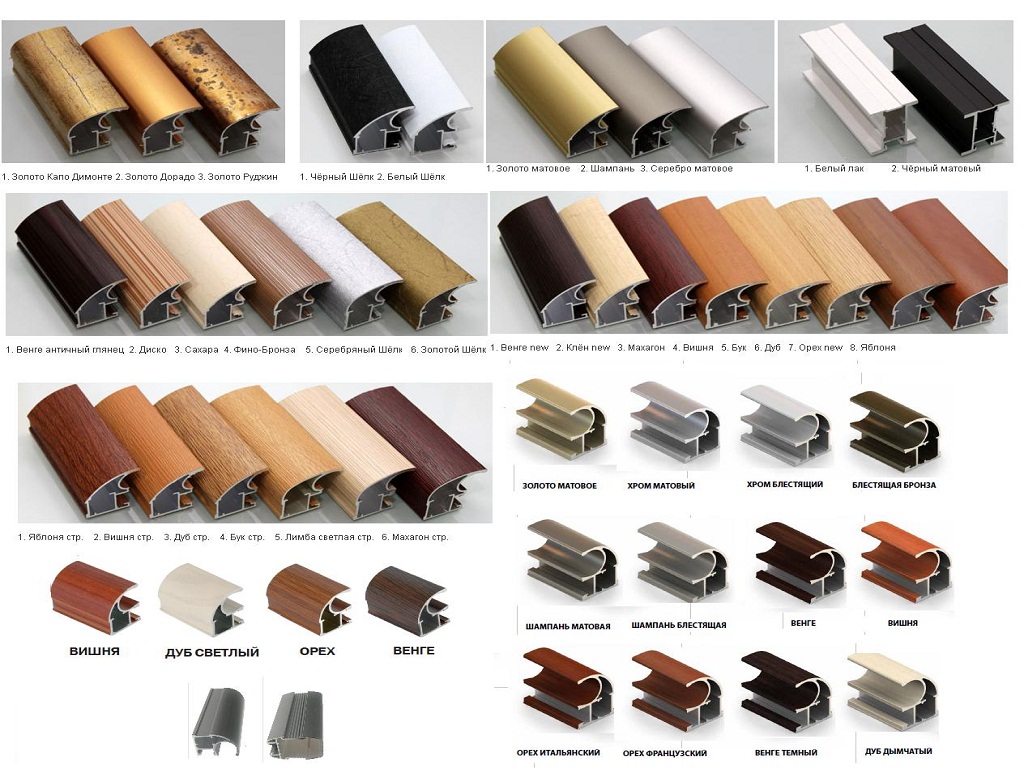 1. Золото Капо Димонте 2. Золото Дорадо 3. Золото Руджин
1. Чёрный Шёлк 2. Белый Шёлк
1. Золото матовое 2. Шампань 3. Серебро матовое
1. Белый лак 2. Чёрный матовый
1. Венге античный глянец 2. Диско 3. Сахара 4. Фино-Бронза 5. Серебряный Шёлк 6. Золотой Шёлк
1. Венге new 2. Клён new 3. Махагон 4. Вишня 5. Бук 6. Дуб 7. Орех new 8. Яблоня
1. Яблоня стр. 2. Вишня стр. 3. Дуб стр. 4. Бук стр. 5. Лимба светлая стр. 6. Махагон стр.
ЗОЛОТО МАТОВОЕ
ХРОМ МАТОВЫЙ
ХРОМ БЛЕСТЯЩИЙ
БЛЕСТЯЩАЯ БРОНЗА
ШАМПАНЬ МАТОВАЯ
ШАМПАНЬ БЛЕСТЯЩАЯ
ВЕНГЕ
ВИШНЯ
ВИШНЯ
ДУБ СВЕТЛЫЙ
ОРЕХ
ВЕНГЕ
ОРЕХ ИТАЛЬЯНСКИЙ
ОРЕХ ФРАНЦУЗСКИЙ
ВЕНГЕ ТЕМНЫЙ
ДУБ ДЫМЧАТЫЙ